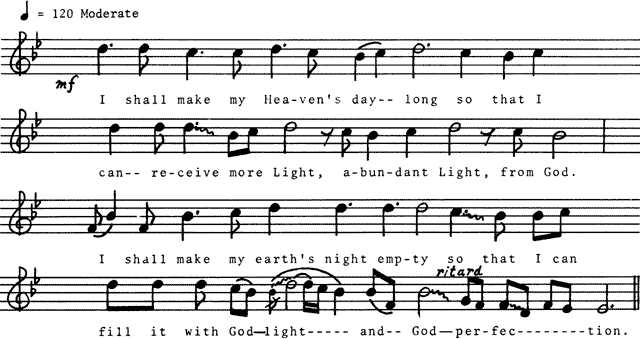 ♩ = 120 Moderate
mf
I shall make my Hea-ven's day-- long so that I
can-- re-ceive more Light, a-bun-dant Light, from God.
I shall make my earth's night emp-ty so that I can
ritard
fill it with God—light----- and-- God—per-fec--------tion.